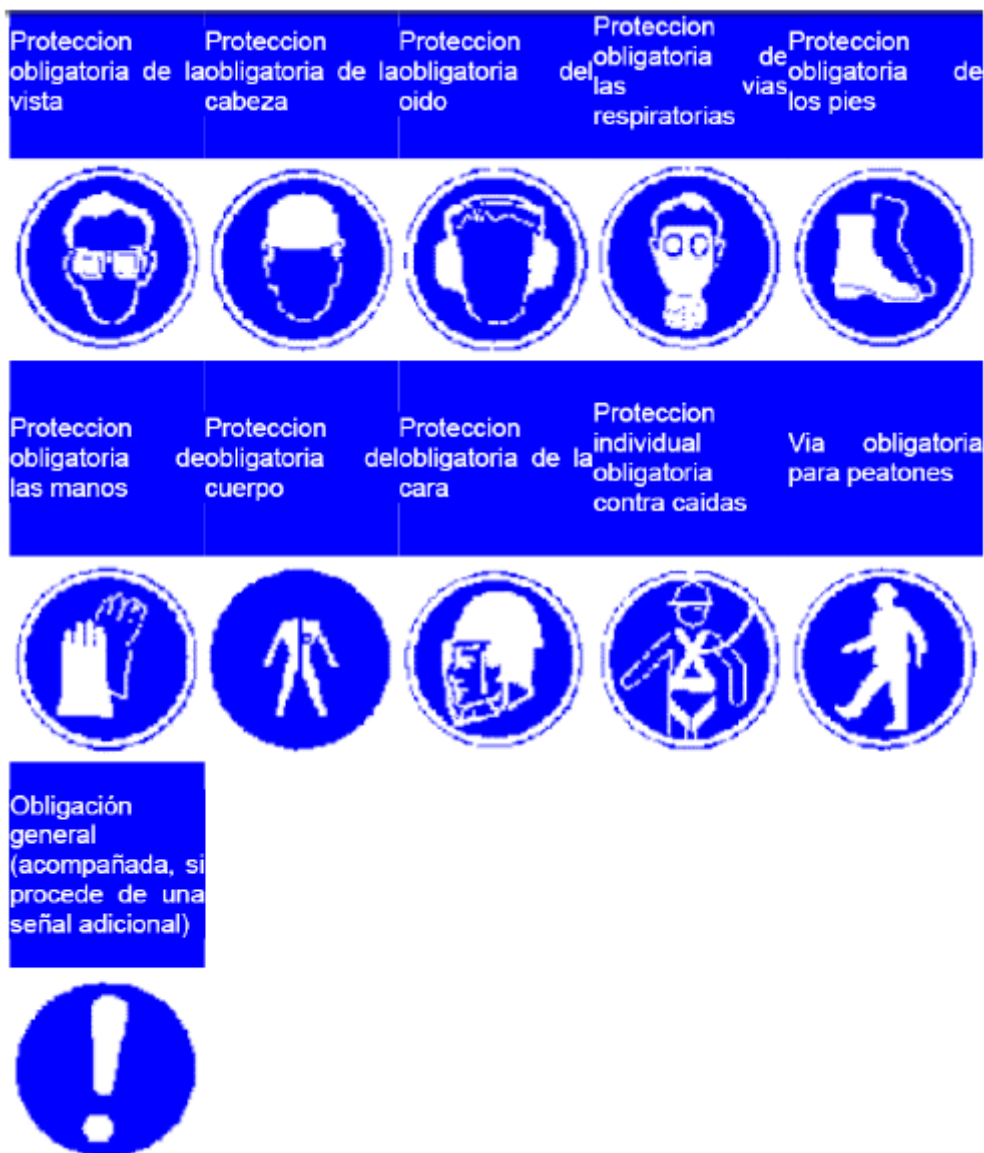 Proteccion
obligatoria de la
vista
Proteccion
obligatoria de la
cabeza
Proteccion
obligatoria del
oido
Proteccion
obligatoria de
las vias
respiratorias
Proteccion
obligatoria de
los pies
Proteccion
obligatoria de
las manos
Proteccion
obligatoria del
cuerpo
Proteccion
obligatoria de la
cara
Proteccion
individual
obligatoria
contra caidas
Via obligatoria
para peatones
Obligación
general
(acompañada, si
procede de una
señal adicional)